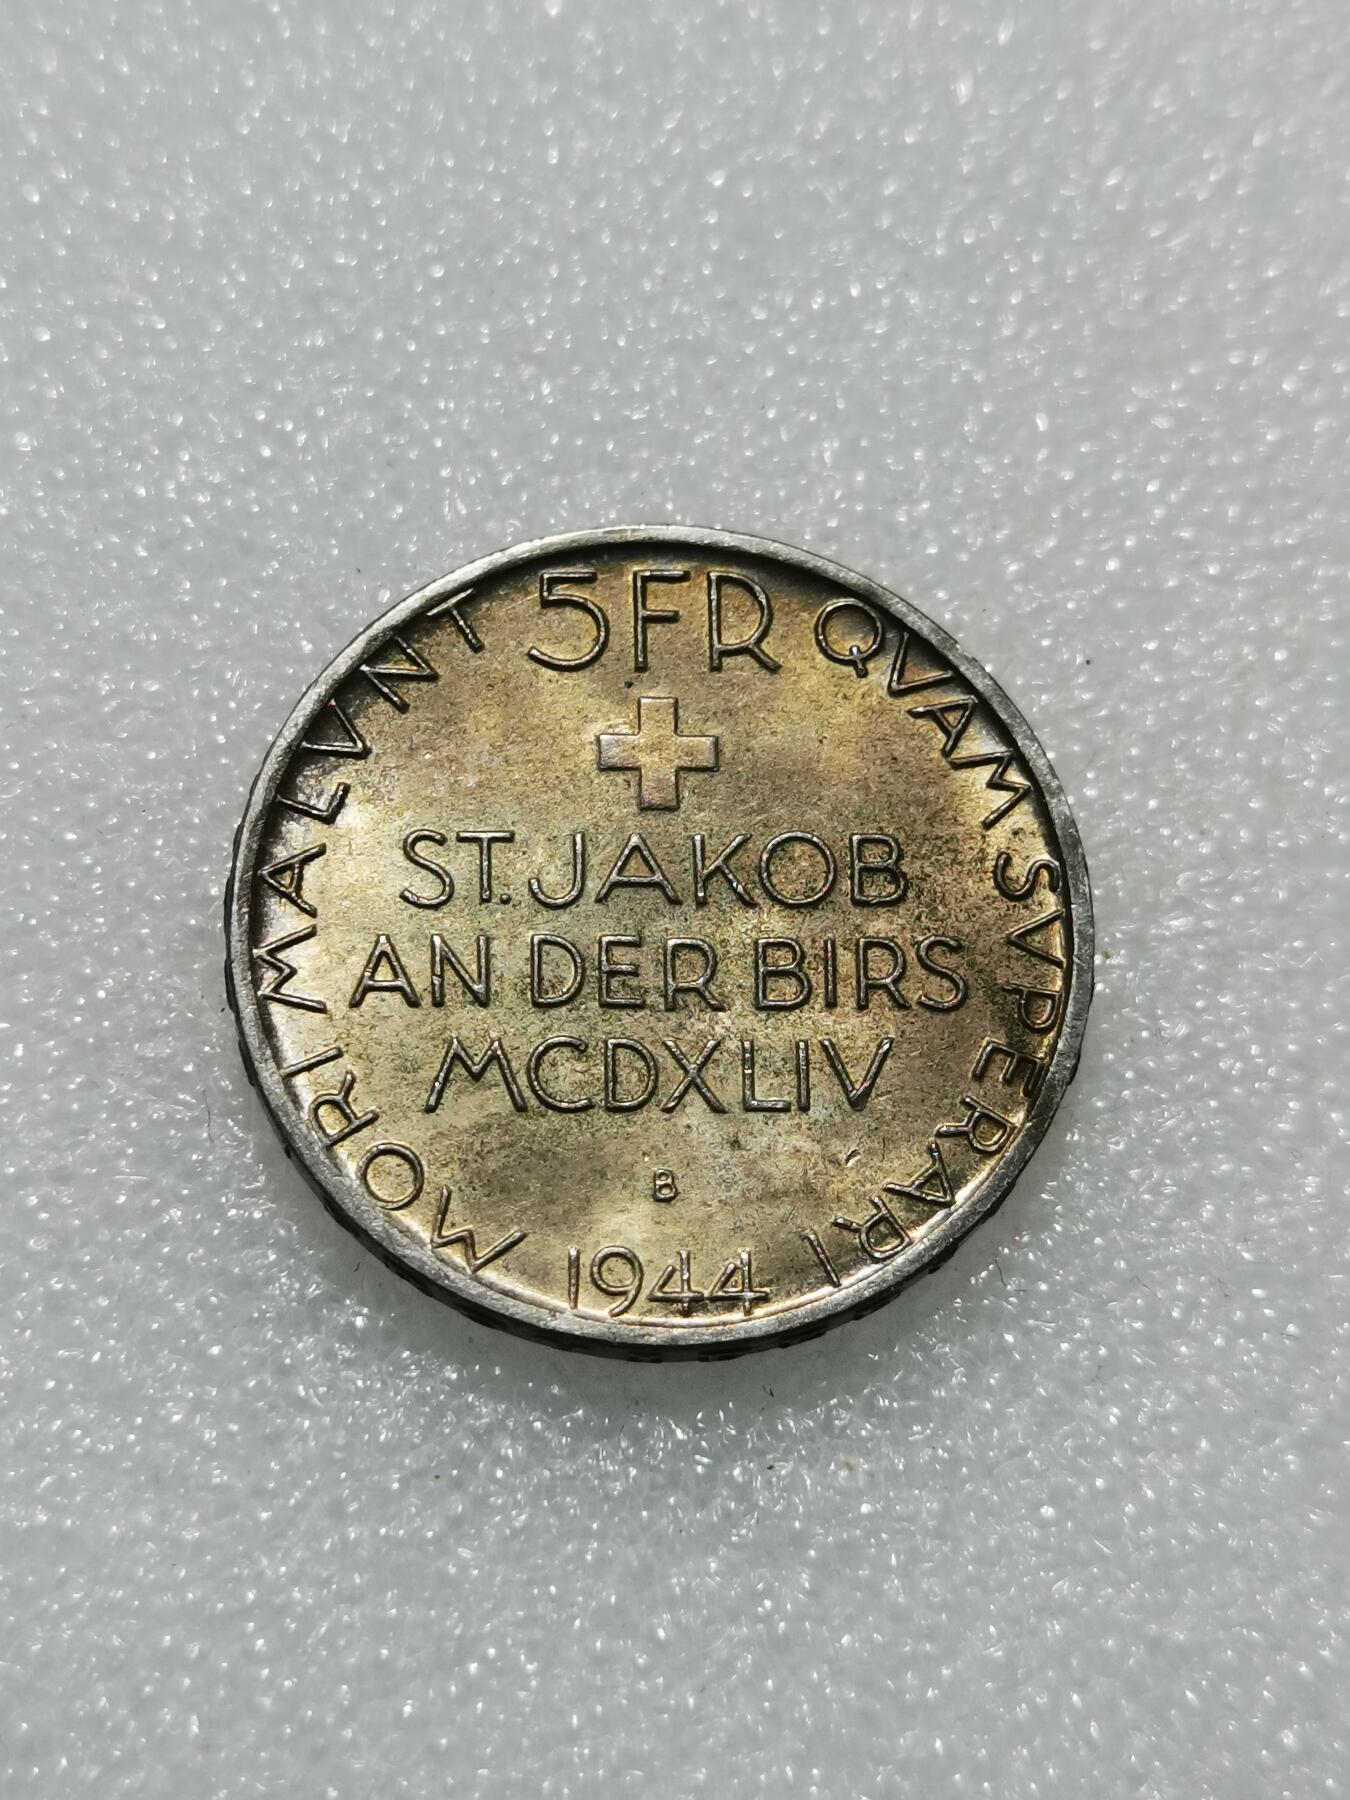 5FR
MORI MALVNT QVAM SVPERARI
ST. JAKOB
AN DER BIRS
MCDXLIV
B
1944